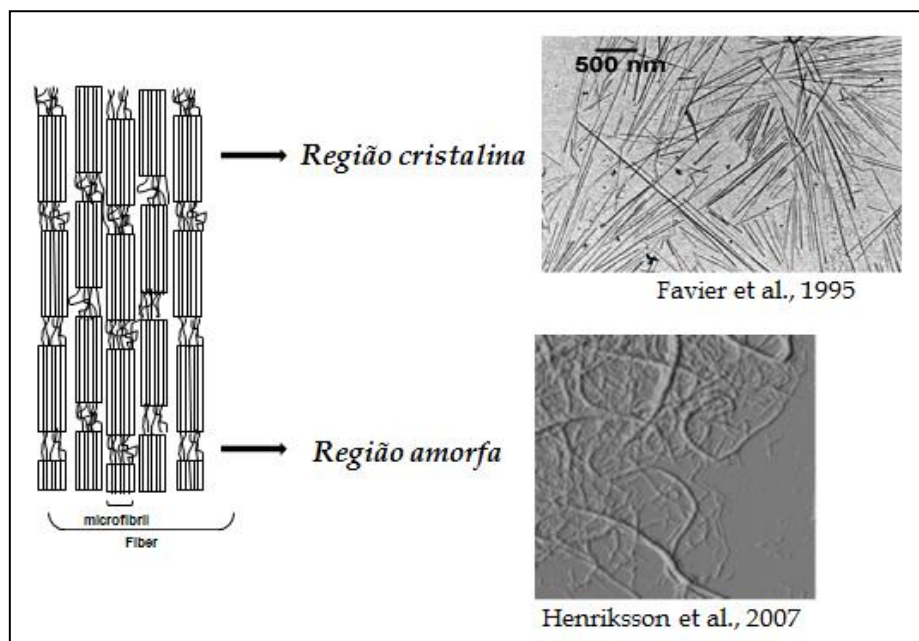 500 nm
Região cristalina
Favier et al., 1995
Região amorfa
microfibril
Fiber
Henriksson et al., 2007